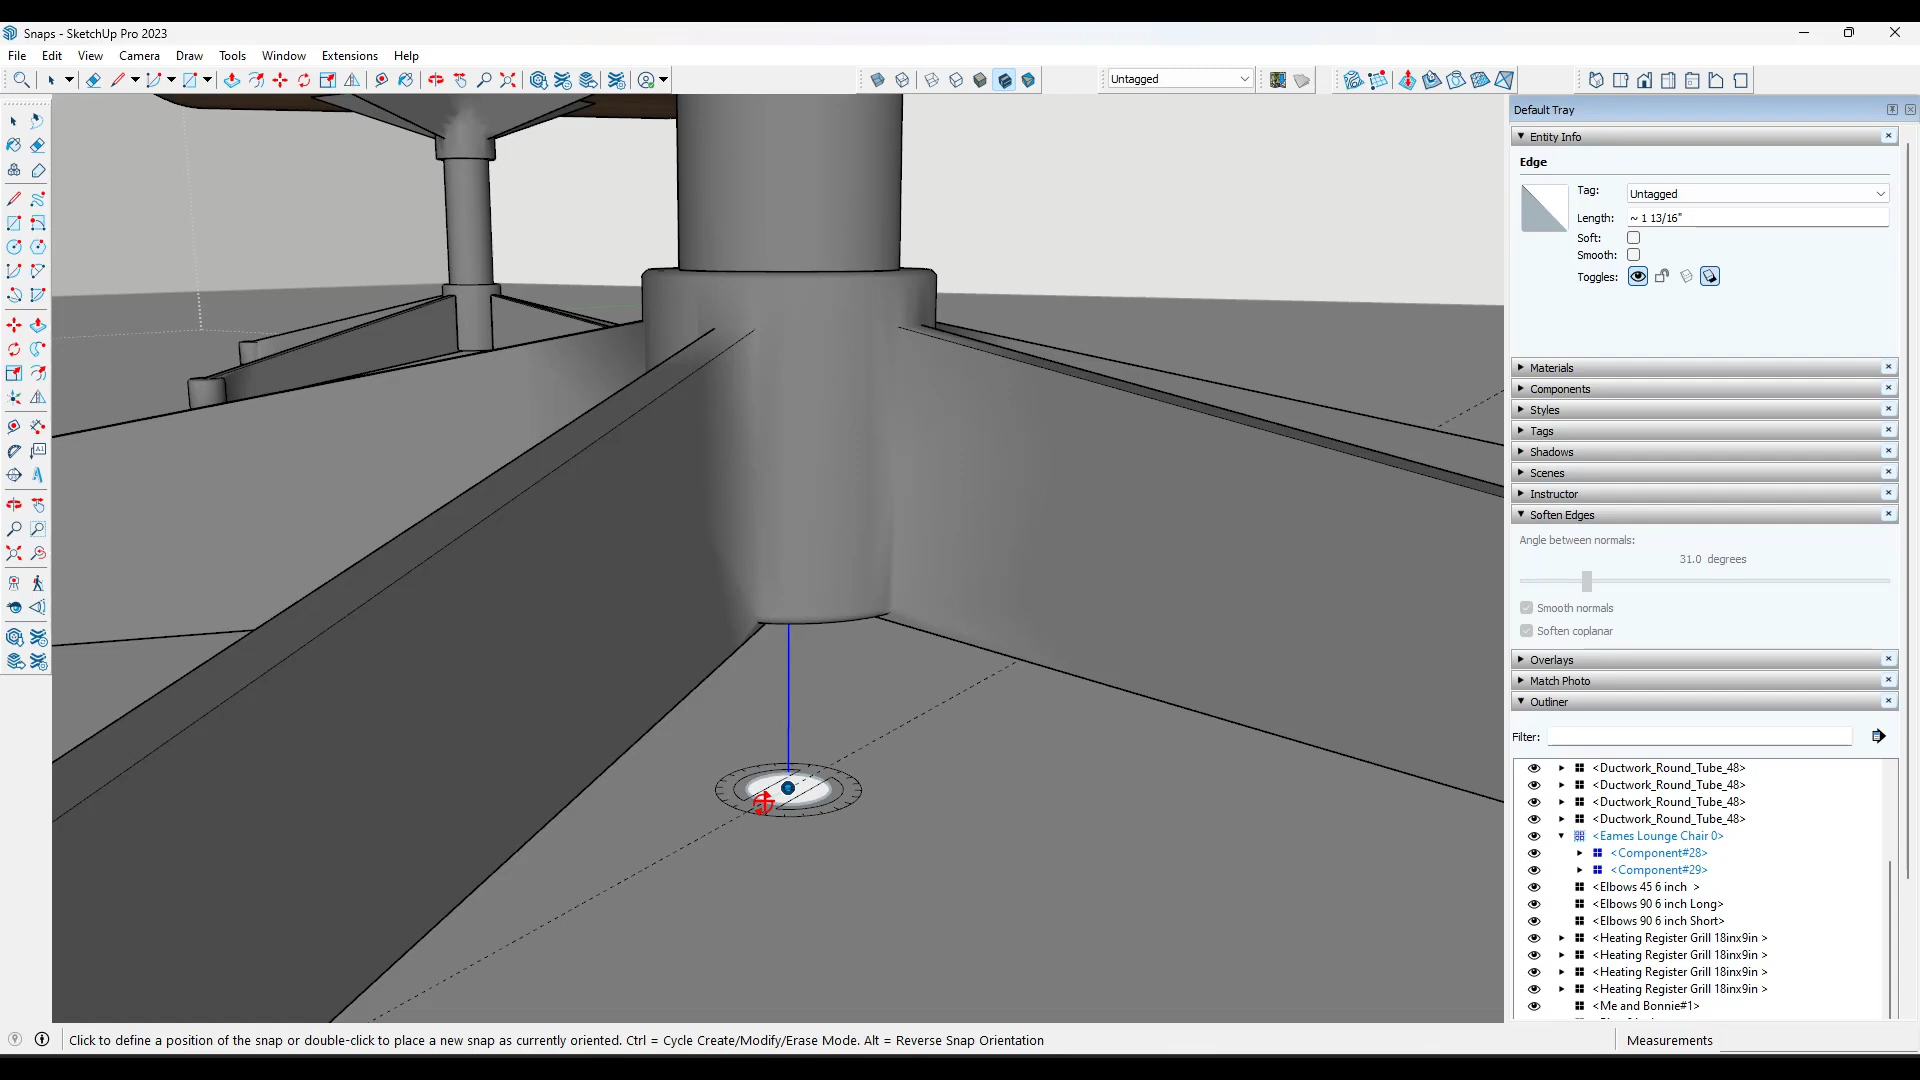 Snaps - SketchUp Pro 2023
File Edit View Camera Draw Tools Window Extensions Help
Untagged
Default Tray
Entity Info
Edge
Tag: Untagged
Length: ~ 1 13/16"
Soft:
Smooth:
Toggles:
Materials
Components
Styles
Tags
Shadows
Scenes
Instructor
Soften Edges
Angle between normals:
31.0 degrees
Smooth normals
Soften coplanar
Overlays
Match Photo
Outliner
Filter:
<Ductwork_Round_Tube_48>
<Ductwork_Round_Tube_48>
<Ductwork_Round_Tube_48>
<Ductwork_Round_Tube_48>
<Eames Lounge Chair 0>
<Component#28>
<Component#29>
<Elbows 45 6 inch >
<Elbows 90 6 inch Long>
<Elbows 90 6 inch Short>
<Heating Register Grill 18inx9in >
<Heating Register Grill 18inx9in >
<Heating Register Grill 18inx9in >
<Heating Register Grill 18inx9in >
<Me and Bonnie#1>
Click to define a position of the snap or double-click to place a new snap as currently oriented. Ctrl = Cycle Create/Modify/Erase Mode. Alt = Reverse Snap Orientation
Measurements